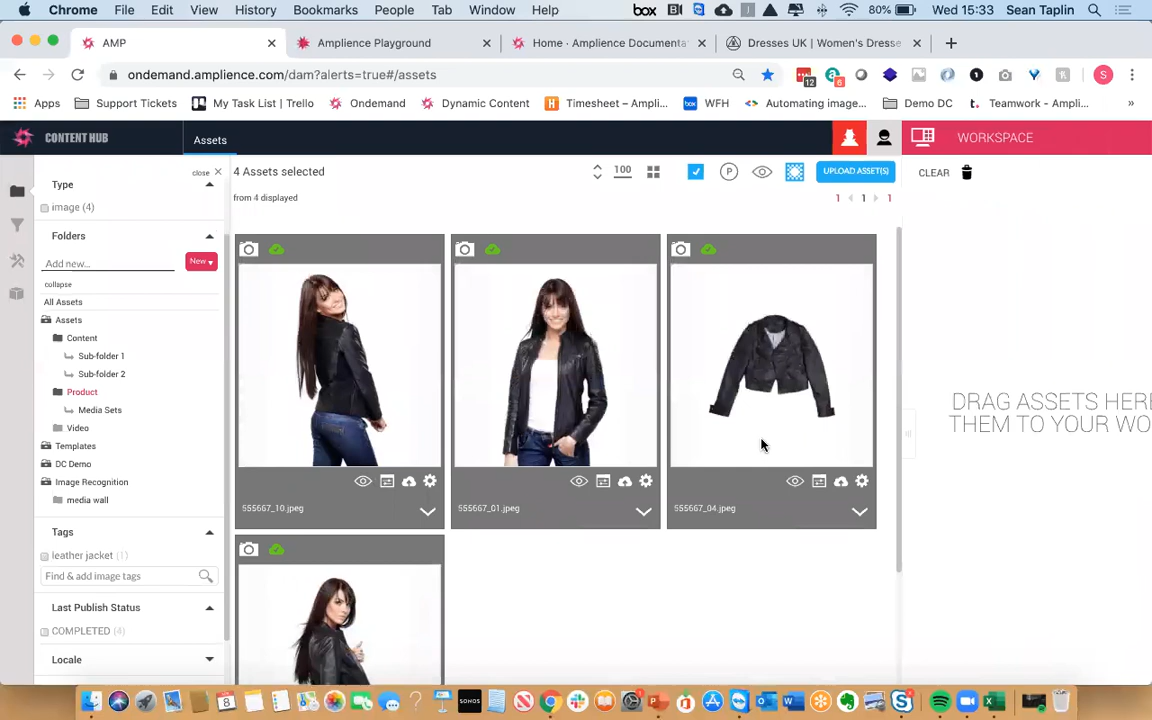 Chrome File Edit View History Bookmarks People Tab Window Help box 80% Wed 15:33 Sean Taplin
AMP Amplience Playground Home · Amplience Documenta Dresses UK | Women's Dresse
ondemand.amplience.com/dam?alerts=true#/assets 12 6 S
Apps Support Tickets My Task List | Trello Ondemand Dynamic Content Timesheet – Ampli... WFH Automating image... Demo DC Teamwork - Ampli... »
CONTENT HUB Assets WORKSPACE
close 4 Assets selected 100 P UPLOAD ASSET(S) CLEAR
from 4 displayed 1 1 1
Type
image (4)
Folders
Add new... New
collapse
All Assets
Assets
Content
Sub-folder 1
Sub-folder 2
Product
Media Sets
Video
Templates
DC Demo
Image Recognition
media wall
Tags
leather jacket (1)
Find & add image tags
Last Publish Status
COMPLETED (4)
Locale
555667_10.jpeg 555667_01.jpeg 555667_04.jpeg
DRAG ASSETS HERE
THEM TO YOUR WO
SONOS